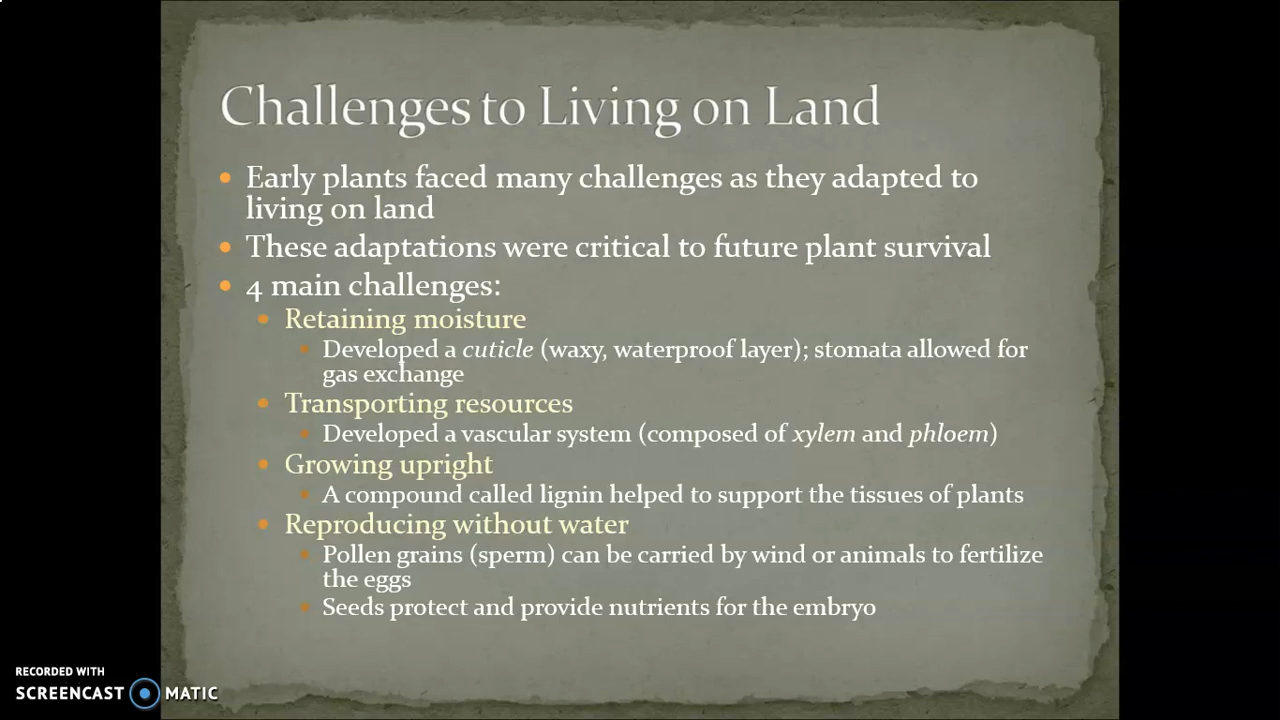 Challenges to Living on Land
• Early plants faced many challenges as they adapted to
living on land
• These adaptations were critical to future plant survival
• 4 main challenges:
• Retaining moisture
• Developed a cuticle (waxy, waterproof layer); stomata allowed for
gas exchange
• Transporting resources
• Developed a vascular system (composed of xylem and phloem)
• Growing upright
• A compound called lignin helped to support the tissues of plants
• Reproducing without water
• Pollen grains (sperm) can be carried by wind or animals to fertilize
the eggs
• Seeds protect and provide nutrients for the embryo
RECORDED WITH
SCREENCAST MATIC